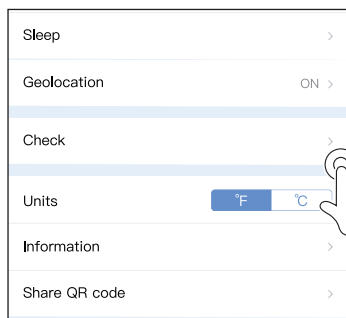 Sleep
Geolocation ON
Check
Units °F °C
Information
Share QR code